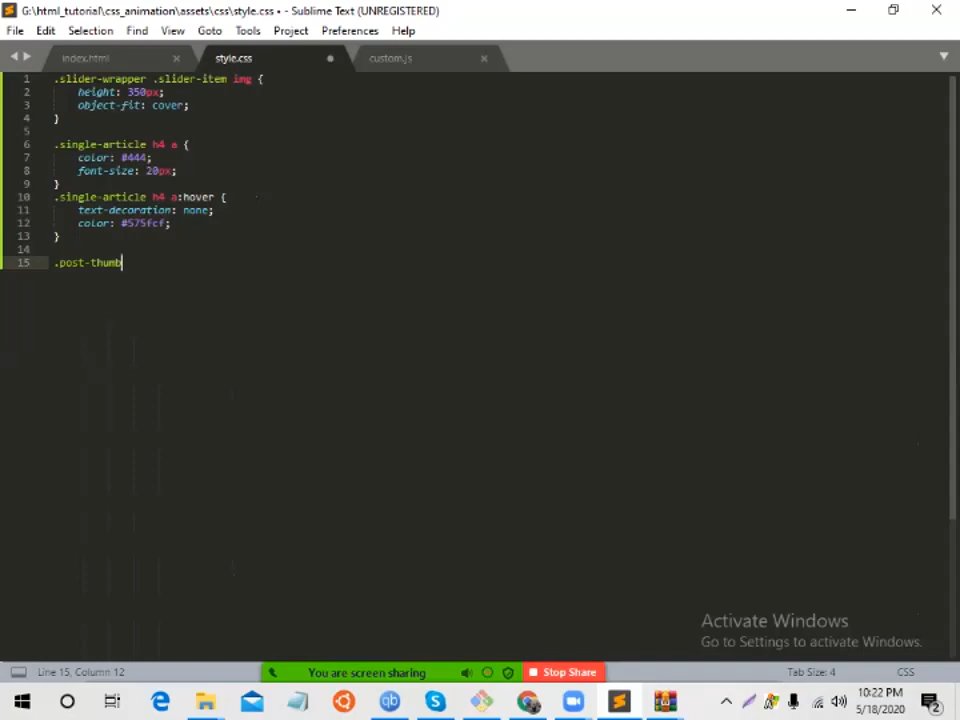 G:\html_tutorial\css_animation\assets\css\style.css • - Sublime Text (UNREGISTERED)
File Edit Selection Find View Goto Tools Project Preferences Help
index.html style.css custom.js
1 .slider-wrapper .slider-item img {
2 height: 350px;
3 object-fit: cover;
4 }
5
6 .single-article h4 a {
7 color: #444;
8 font-size: 20px;
9 }
10 .single-article h4 a:hover {
11 text-decoration: none;
12 color: #575fcf;
13 }
14
15 .post-thumb
Activate Windows
Go to Settings to activate Windows.
Line 15, Column 12 You are screen sharing Stop Share Tab Size: 4 CSS
qb S
10:22 PM
5/18/2020
2